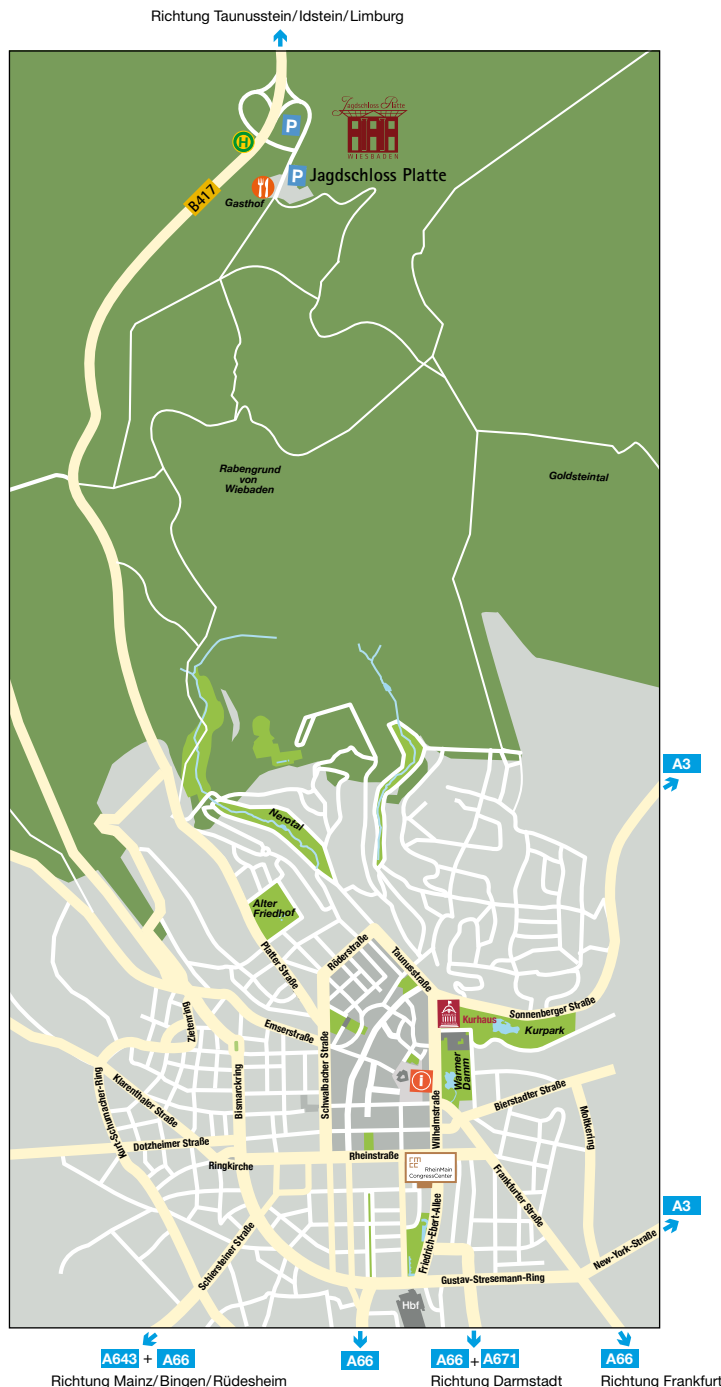 Richtung Taunusstein/Idstein/Limburg
Jagdschloss Platte
WIESBADEN
P
H
P Jagdschloss Platte
B417
Gasthof
Rabengrund
von
Wiebaden
Goldsteintal
A3
Nerotal
Alter
Friedhof
Platter Straße
Röderstraße
Taunusstraße
Sonnenberger Straße
Kurhaus
Kurpark
Zietenring
Emserstraße
Schwalbacher Straße
Warmer
Damm
i
Bierstadter Straße
Moltkering
Klarenthaler Straße
Kurt-Schumacher-Ring
Bismarckring
Wilhelmstraße
Dotzheimer Straße
Ringkirche
Rheinstraße
rm
cc
RheinMain
CongressCenter
Frankfurter Straße
A3
Schiersteiner Straße
Friedrich-Ebert-Allee
New-York-Straße
Gustav-Stresemann-Ring
Hbf
A643 + A66
A66
A66 + A671
A66
Richtung Mainz/Bingen/Rüdesheim
Richtung Darmstadt
Richtung Frankfurt